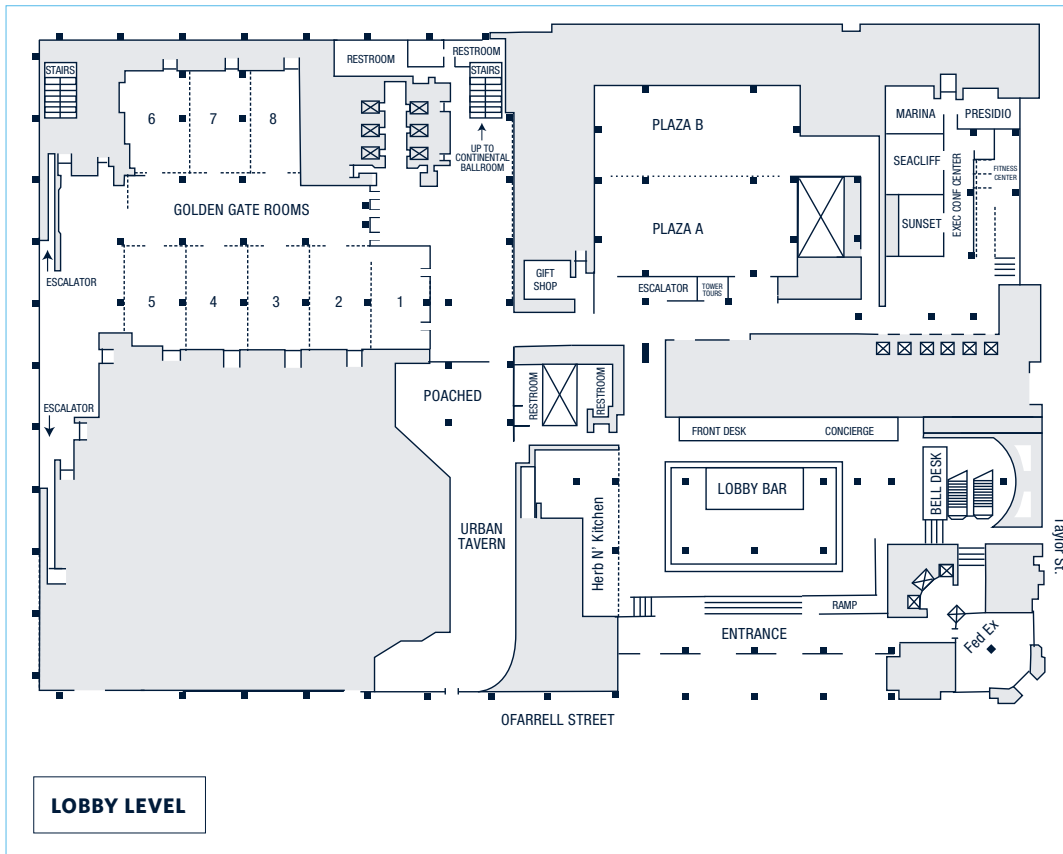 RESTROOM
RESTROOM
STAIRS
STAIRS
6
7
8
UP TO
CONTINENTAL
BALLROOM
GOLDEN GATE ROOMS
ESCALATOR
5
4
3
2
1
ESCALATOR
POACHED
PLAZA B
PLAZA A
GIFT
SHOP
ESCALATOR
TOWER
TOURS
MARINA
PRESIDIO
SEACLIFF
SUNSET
EXEC CONF CENTER
FITNESS
CENTER
RESTROOM
RESTROOM
FRONT DESK
CONCIERGE
LOBBY BAR
BELL DESK
Taylor St.
URBAN
TAVERN
Herb N' Kitchen
RAMP
ENTRANCE
Fed Ex
OFARRELL STREET
LOBBY LEVEL